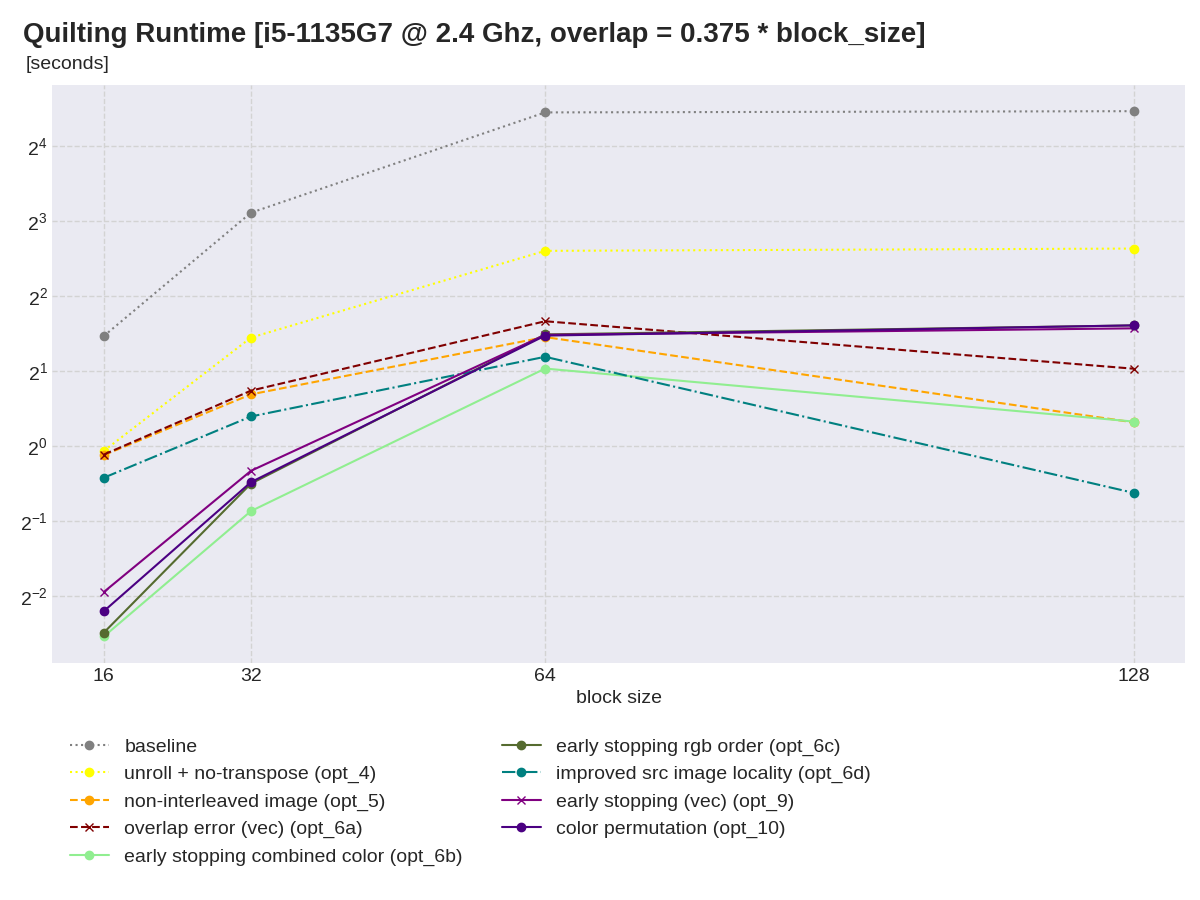 Quilting Runtime [i5-1135G7 @ 2.4 Ghz, overlap = 0.375 * block_size]
[seconds]
2⁴
2³
2²
2¹
2⁰
2⁻¹
2⁻²
16 32 64 128
block size
baseline
unroll + no-transpose (opt_4)
non-interleaved image (opt_5)
overlap error (vec) (opt_6a)
early stopping combined color (opt_6b)
early stopping rgb order (opt_6c)
improved src image locality (opt_6d)
early stopping (vec) (opt_9)
color permutation (opt_10)